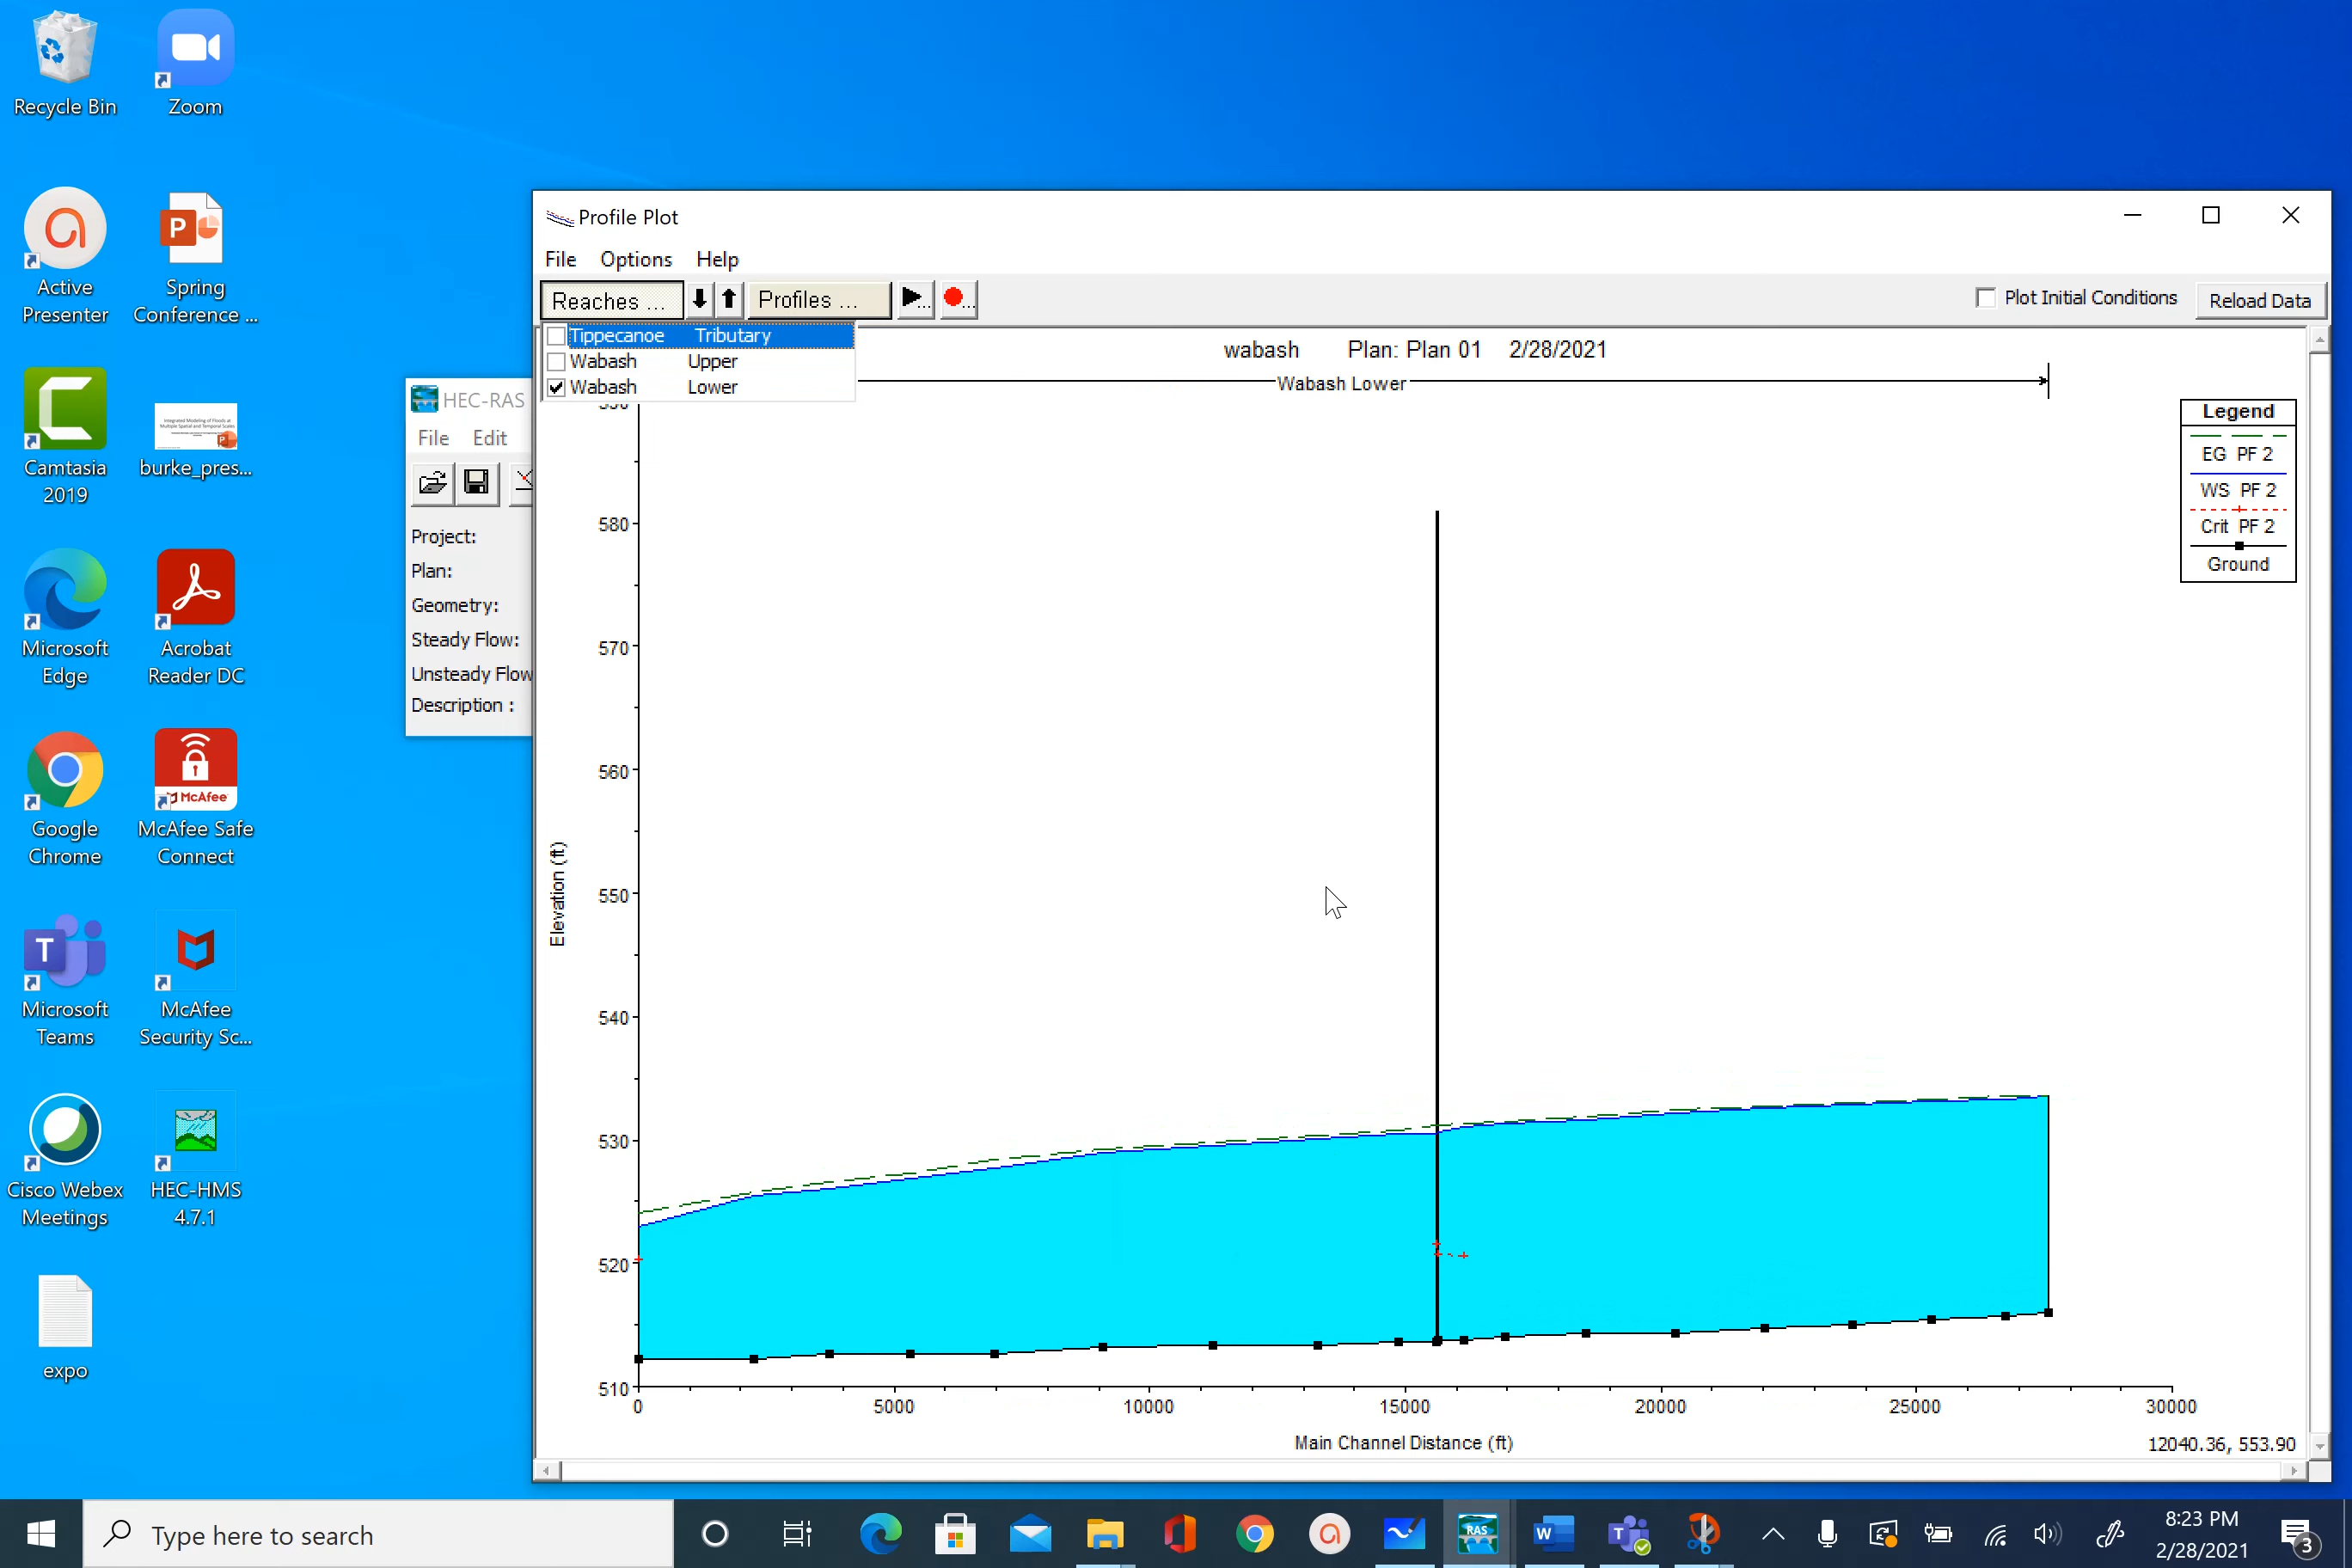 Recycle Bin
Zoom
Active
Presenter
Spring
Conference ...
Camtasia
2019
burke_pres...
Microsoft
Edge
Acrobat
Reader DC
Google
Chrome
McAfee
McAfee Safe
Connect
Microsoft
Teams
McAfee
Security Sc...
Cisco Webex
Meetings
HEC-HMS
4.7.1
expo
HEC-RAS
File Edit
Project:
Plan:
Geometry:
Steady Flow:
Unsteady Flow
Description :
Profile Plot
File Options Help
Reaches ... Profiles ... Plot Initial Conditions Reload Data
Tippecanoe Tributary
Wabash Upper
Wabash Lower
wabash Plan: Plan 01 2/28/2021
Wabash Lower
Legend
EG PF 2
WS PF 2
Crit PF 2
Ground
580
570
560
550
540
530
520
510
Elevation (ft)
0 5000 10000 15000 20000 25000 30000
Main Channel Distance (ft)
12040.36, 553.90
Type here to search
RAS
8:23 PM
2/28/2021
3